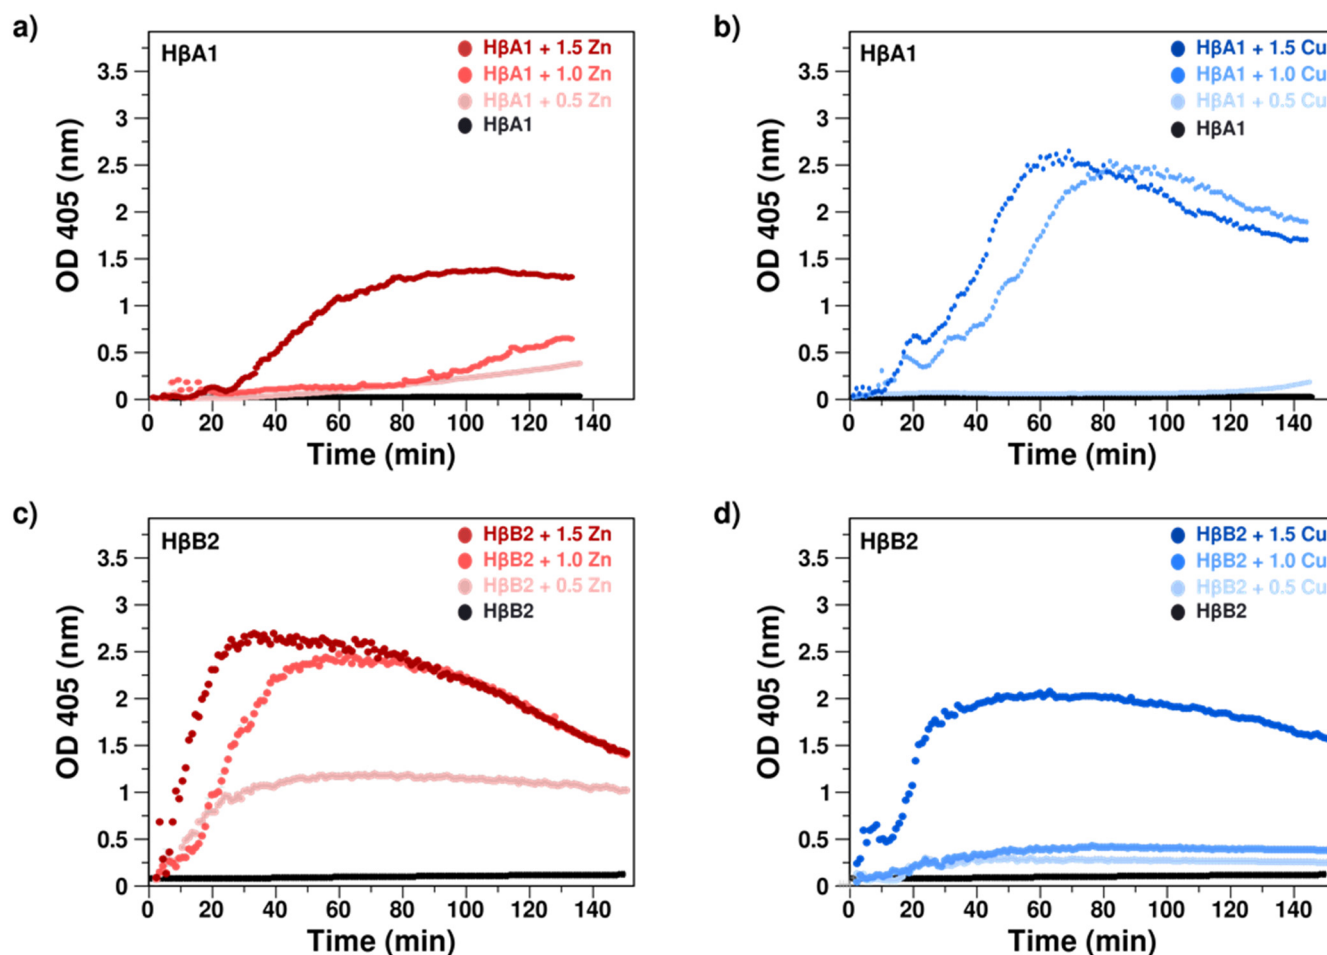 a)
HβA1
HβA1 + 1.5 Zn
HβA1 + 1.0 Zn
HβA1 + 0.5 Zn
HβA1
OD 405 (nm)
3.5
3
2.5
2
1.5
1
0.5
0
0 20 40 60 80 100 120 140
Time (min)
b)
HβA1
HβA1 + 1.5 Cu
HβA1 + 1.0 Cu
HβA1 + 0.5 Cu
HβA1
OD 405 (nm)
3.5
3
2.5
2
1.5
1
0.5
0
0 20 40 60 80 100 120 140
Time (min)
c)
HβB2
HβB2 + 1.5 Zn
HβB2 + 1.0 Zn
HβB2 + 0.5 Zn
HβB2
OD 405 (nm)
3.5
3
2.5
2
1.5
1
0.5
0
0 20 40 60 80 100 120 140
Time (min)
d)
HβB2
HβB2 + 1.5 Cu
HβB2 + 1.0 Cu
HβB2 + 0.5 Cu
HβB2
OD 405 (nm)
3.5
3
2.5
2
1.5
1
0.5
0
0 20 40 60 80 100 120 140
Time (min)